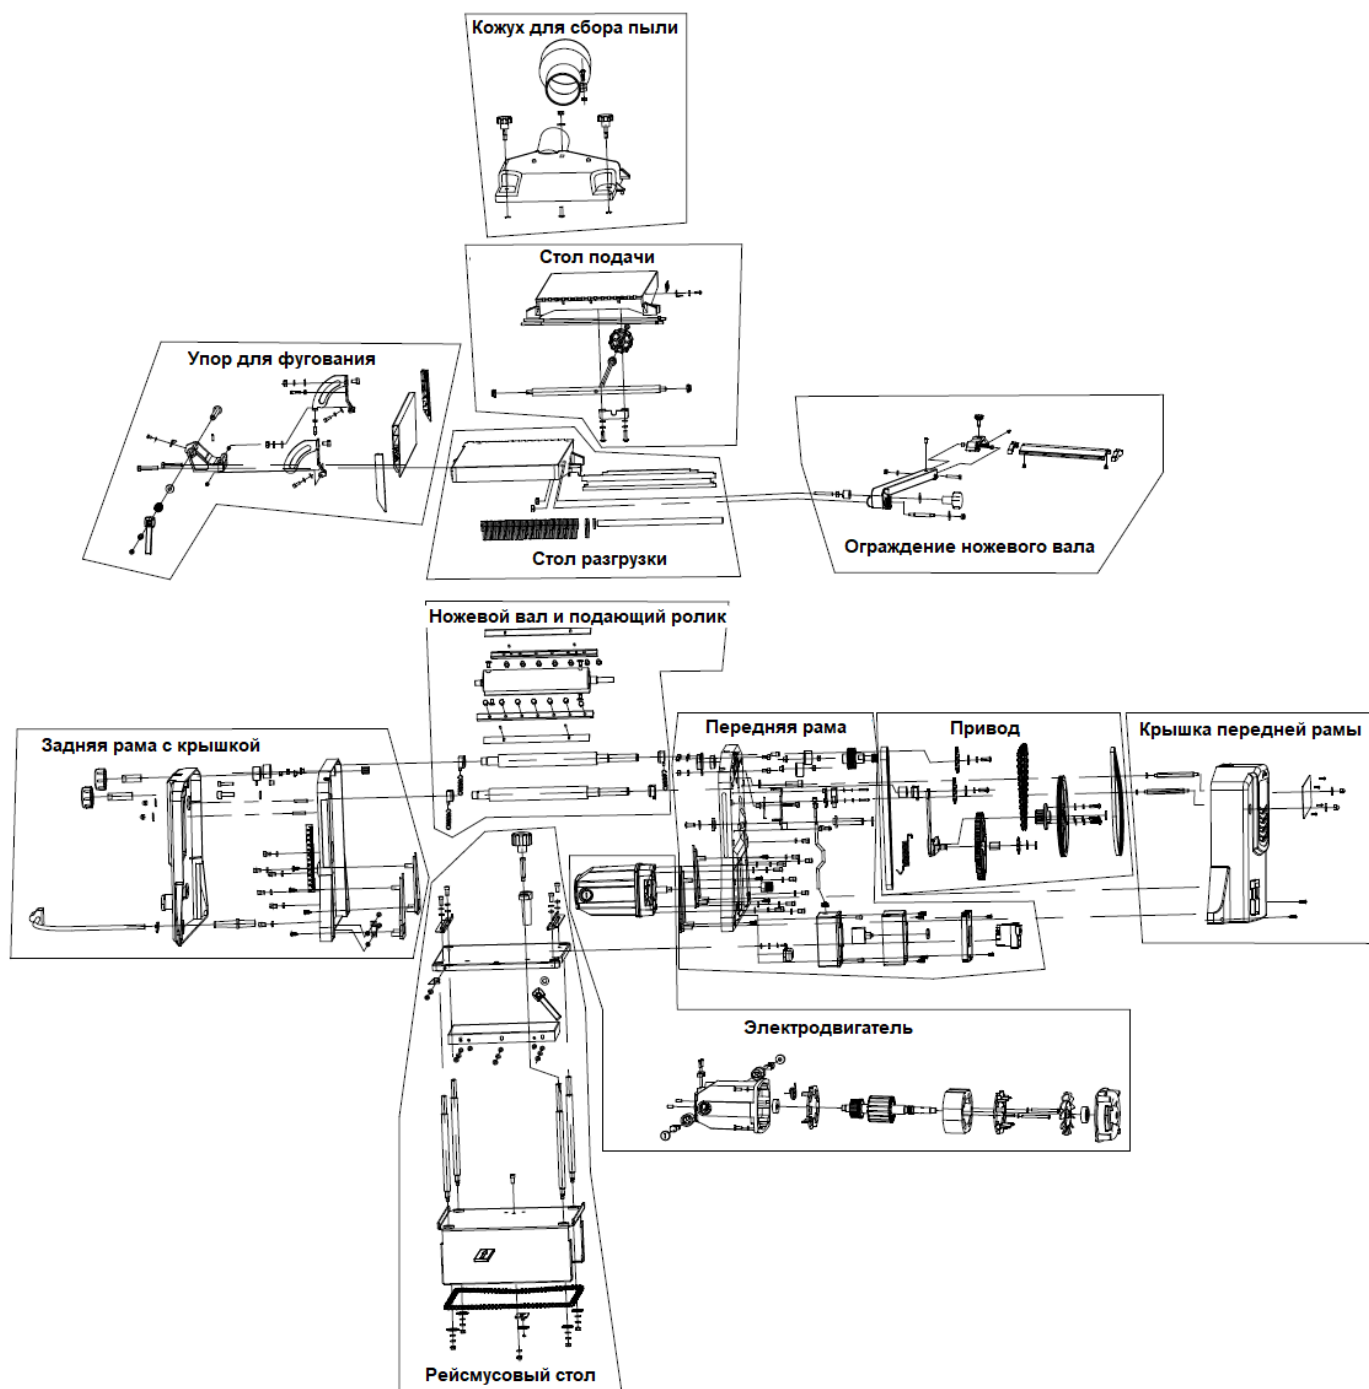 Кожух для сбора пыли
Стол подачи
Упор для фугования
Ограждение ножевого вала
Стол разгрузки
Ножевой вал и подающий ролик
Задняя рама с крышкой
Передняя рама
Привод
Крышка передней рамы
Электродвигатель
Рейсмусовый стол